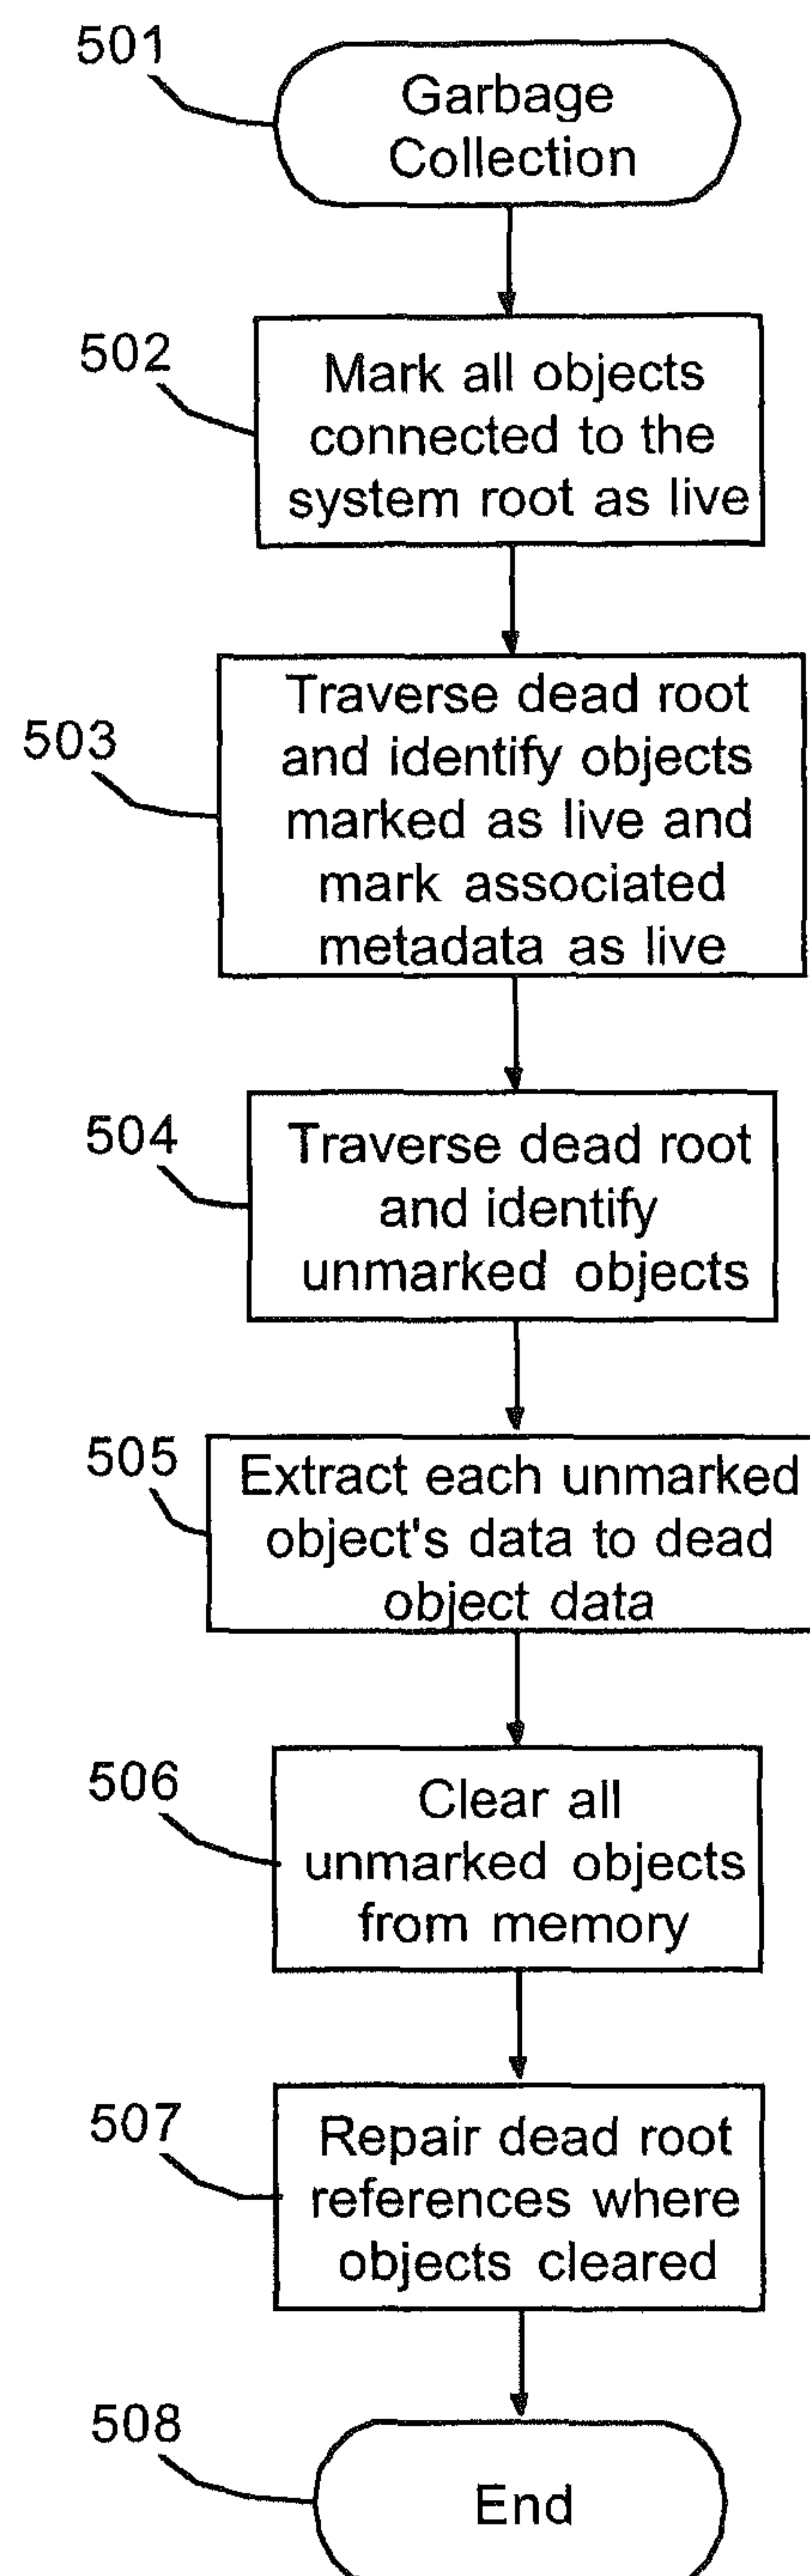 501
Garbage
Collection
502
Mark all objects
connected to the
system root as live
503
Traverse dead root
and identify objects
marked as live and
mark associated
metadata as live
504
Traverse dead root
and identify
unmarked objects
505
Extract each unmarked
object's data to dead
object data
506
Clear all
unmarked objects
from memory
507
Repair dead root
references where
objects cleared
508
End